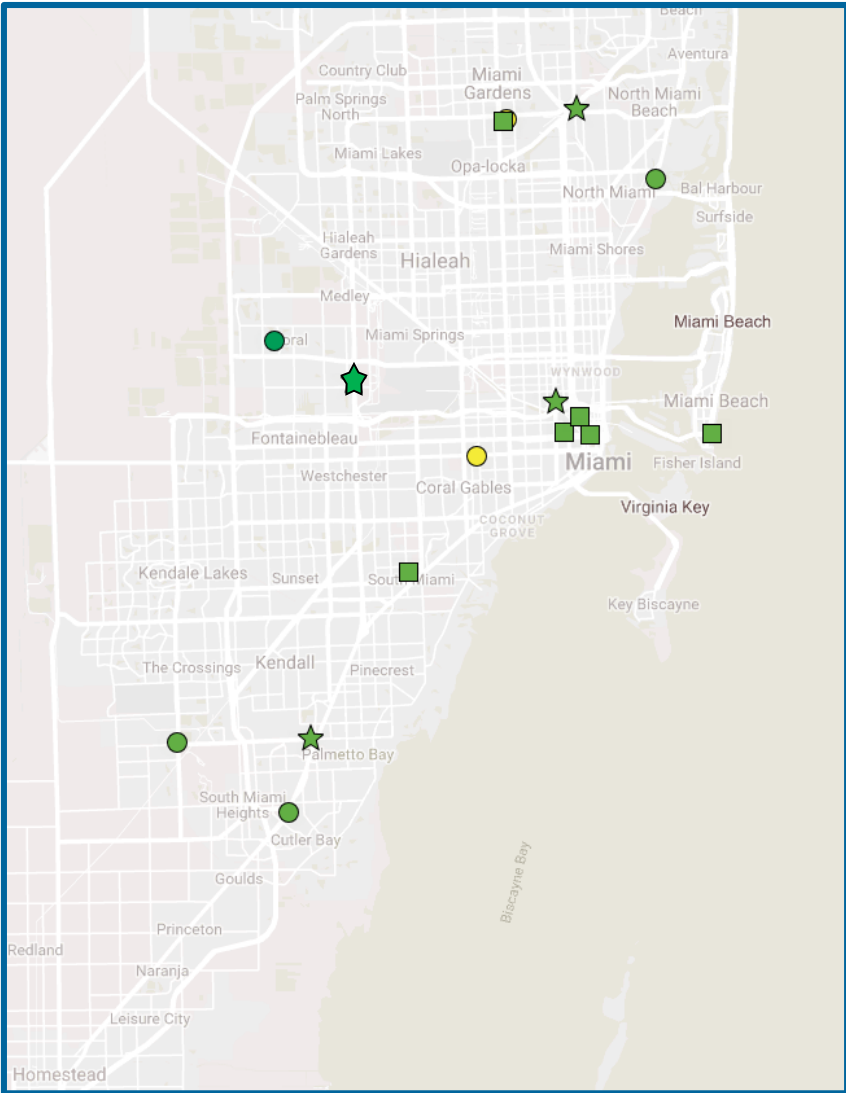 Beach
Aventura
Country Club
Miami
Gardens
Palm Springs
North
North Miami
Beach
Miami Lakes
Opa-locka
North Miami
Bal Harbour
Surfside
Hialeah
Gardens
Miami Shores
Hialeah
Medley
Miami Beach
Miami Springs
oral
WYNWOOD
Miami Beach
Fontainebleau
Miami
Fisher Island
Westchester
Coral Gables
Virginia Key
COCONUT
GROVE
Kendale Lakes
Sunset
South Miami
Key Biscayne
The Crossings
Kendall
Pinecrest
Palmetto Bay
South Miami
Heights
Cutler Bay
Goulds
Biscayne Bay
Princeton
Redland
Naranja
Leisure City
Homestead